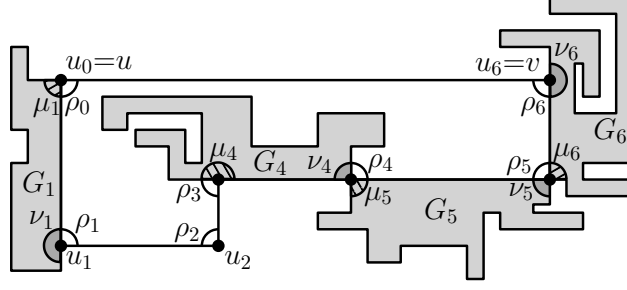 u₀=u u₆=v ν₆
μ₁ ρ₀ ρ₆ G₆
μ₄ G₄ ν₄ ρ₄ ρ₅ μ₆
G₁ ρ₃ μ₅ G₅ ν₅
ν₁ ρ₁ ρ₂
u₁ u₂